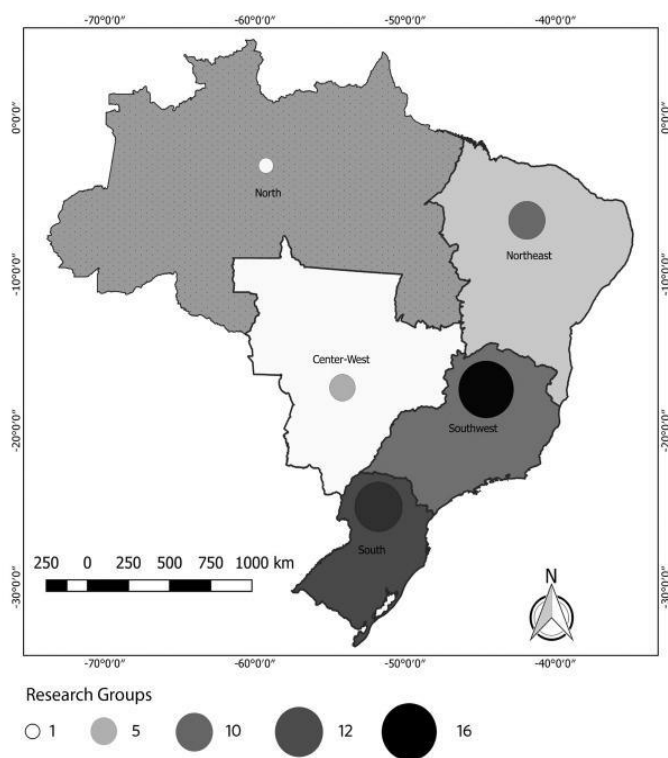 -70°0'0" -60°0'0" -50°0'0" -40°0'0"
0°0'0" 0°0'0"
North
Northeast
-10°0'0" -10°0'0"
Center-West
Southwest
-20°0'0" -20°0'0"
South
250 0 250 500 750 1000 km
N
-30°0'0" -30°0'0"
-70°0'0" -60°0'0" -50°0'0" -40°0'0"
Research Groups
1 5 10 12 16